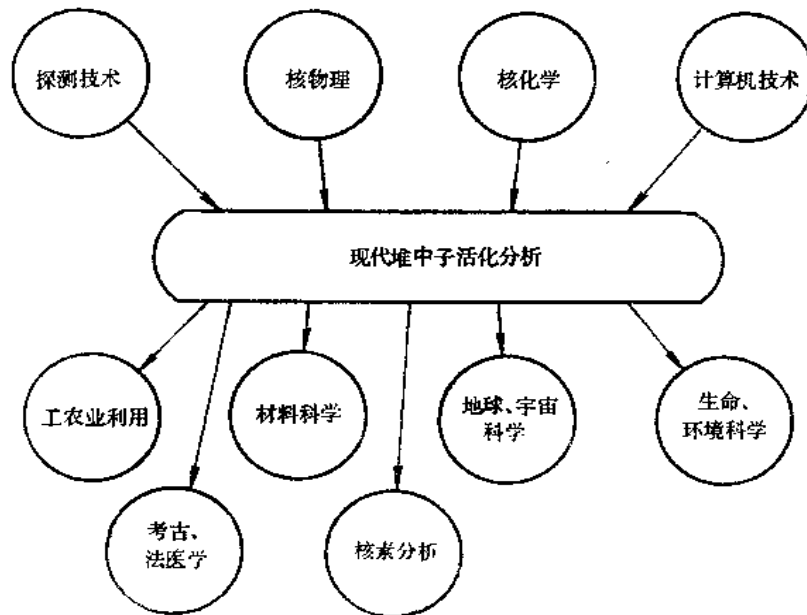 探测技术
核物理
核化学
计算机技术
现代堆中子活化分析
工农业利用
材料科学
地球、宇宙
科学
生命、
环境科学
考古、
法医学
核素分析